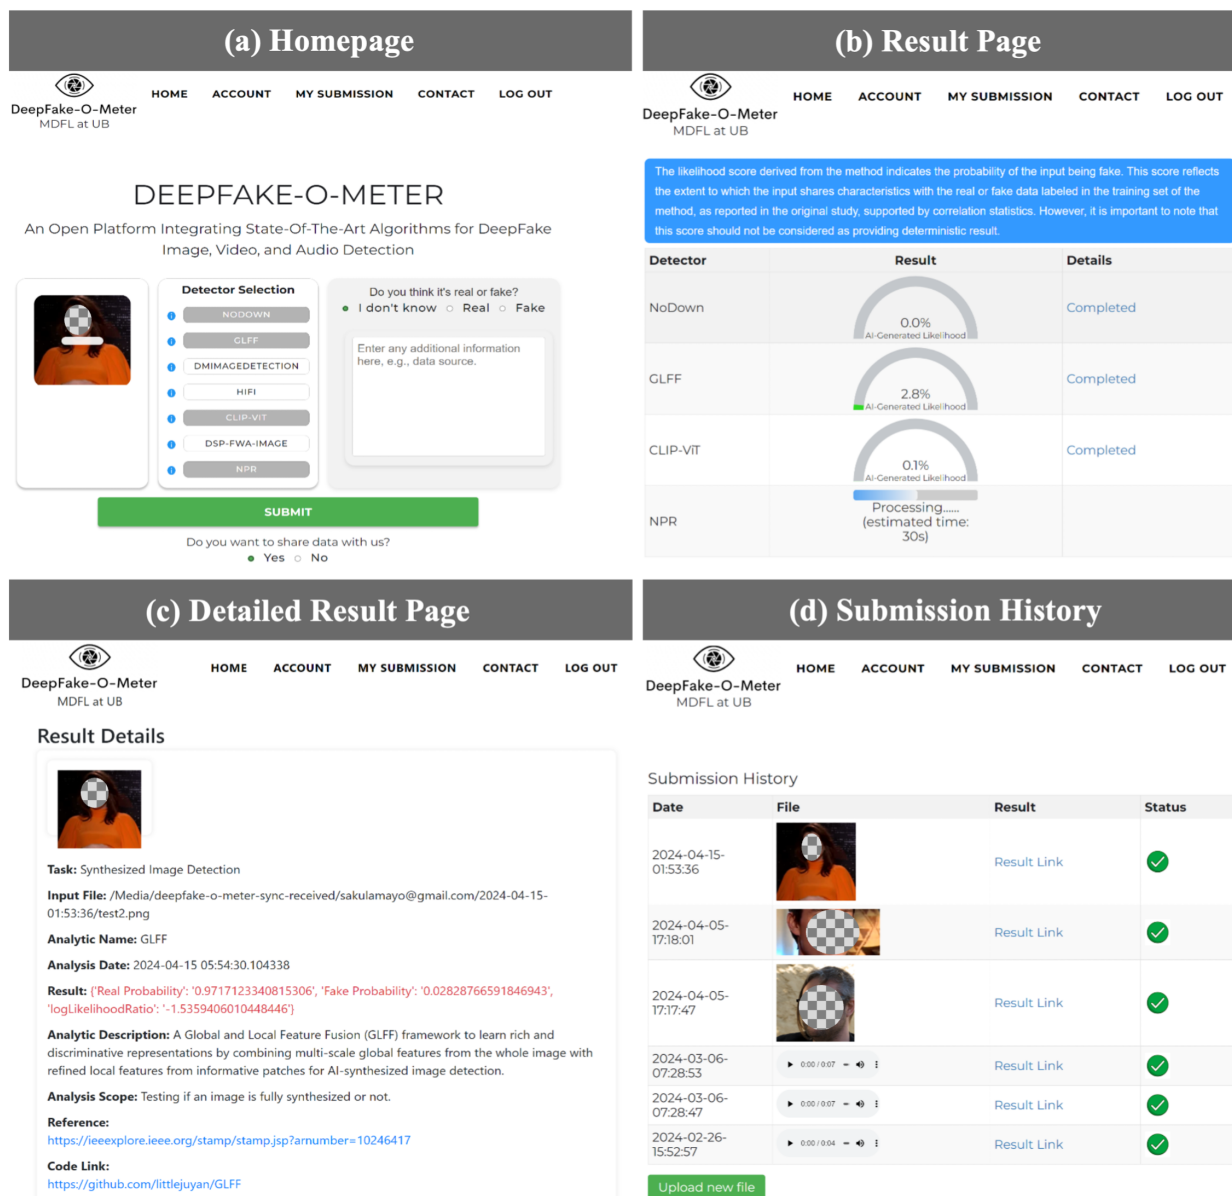 (a) Homepage
DeepFake-O-Meter
MDFL at UB
HOME ACCOUNT MY SUBMISSION CONTACT LOG OUT
DEEPFAKE-O-METER
An Open Platform Integrating State-Of-The-Art Algorithms for DeepFake
Image, Video, and Audio Detection
Detector Selection
NODOWN
GLFF
DMIMAGEDETECTION
HIFI
CLIP-ViT
DSP-FWA-IMAGE
NPR
Do you think it's real or fake?
I don't know Real Fake
Enter any additional information
here, e.g., data source.
SUBMIT
Do you want to share data with us?
Yes No
(b) Result Page
DeepFake-O-Meter
MDFL at UB
HOME ACCOUNT MY SUBMISSION CONTACT LOG OUT
The likelihood score derived from the method indicates the probability of the input being fake. This score reflects
the extent to which the input shares characteristics with the real or fake data labeled in the training set of the
method, as reported in the original study, supported by correlation statistics. However, it is important to note that
this score should not be considered as providing deterministic result.
Detector Result Details
NoDown 0.0% Completed
AI-Generated Likelihood
GLFF 2.8% Completed
AI-Generated Likelihood
CLIP-ViT 0.1% Completed
AI-Generated Likelihood
NPR
Processing......
(estimated time:
30s)
(c) Detailed Result Page
DeepFake-O-Meter
MDFL at UB
HOME ACCOUNT MY SUBMISSION CONTACT LOG OUT
Result Details
Task: Synthesized Image Detection
Input File: /Media/deepfake-o-meter-sync-received/sakulamayo@gmail.com/2024-04-15-
01:53:36/test2.png
Analytic Name: GLFF
Analysis Date: 2024-04-15 05:54:30.104338
Result: {'Real Probability': '0.9717123340815306', 'Fake Probability': '0.02828766591846943',
'logLikelihoodRatio': '-1.5359406010448446'}
Analytic Description: A Global and Local Feature Fusion (GLFF) framework to learn rich and
discriminative representations by combining multi-scale global features from the whole image with
refined local features from informative patches for AI-synthesized image detection.
Analysis Scope: Testing if an image is fully synthesized or not.
Reference:
https://ieeexplore.ieee.org/stamp/stamp.jsp?arnumber=10246417
Code Link:
https://github.com/littlejuyan/GLFF
(d) Submission History
DeepFake-O-Meter
MDFL at UB
HOME ACCOUNT MY SUBMISSION CONTACT LOG OUT
Submission History
Date File Result Status
2024-04-15-
01:53:36
Result Link
2024-04-05-
17:18:01
Result Link
2024-04-05-
17:17:47
Result Link
2024-03-06-
07:28:53
0:00 / 0:07
Result Link
2024-03-06-
07:28:47
0:00 / 0:07
Result Link
2024-02-26-
15:52:57
0:00 / 0:04
Result Link
Upload new file